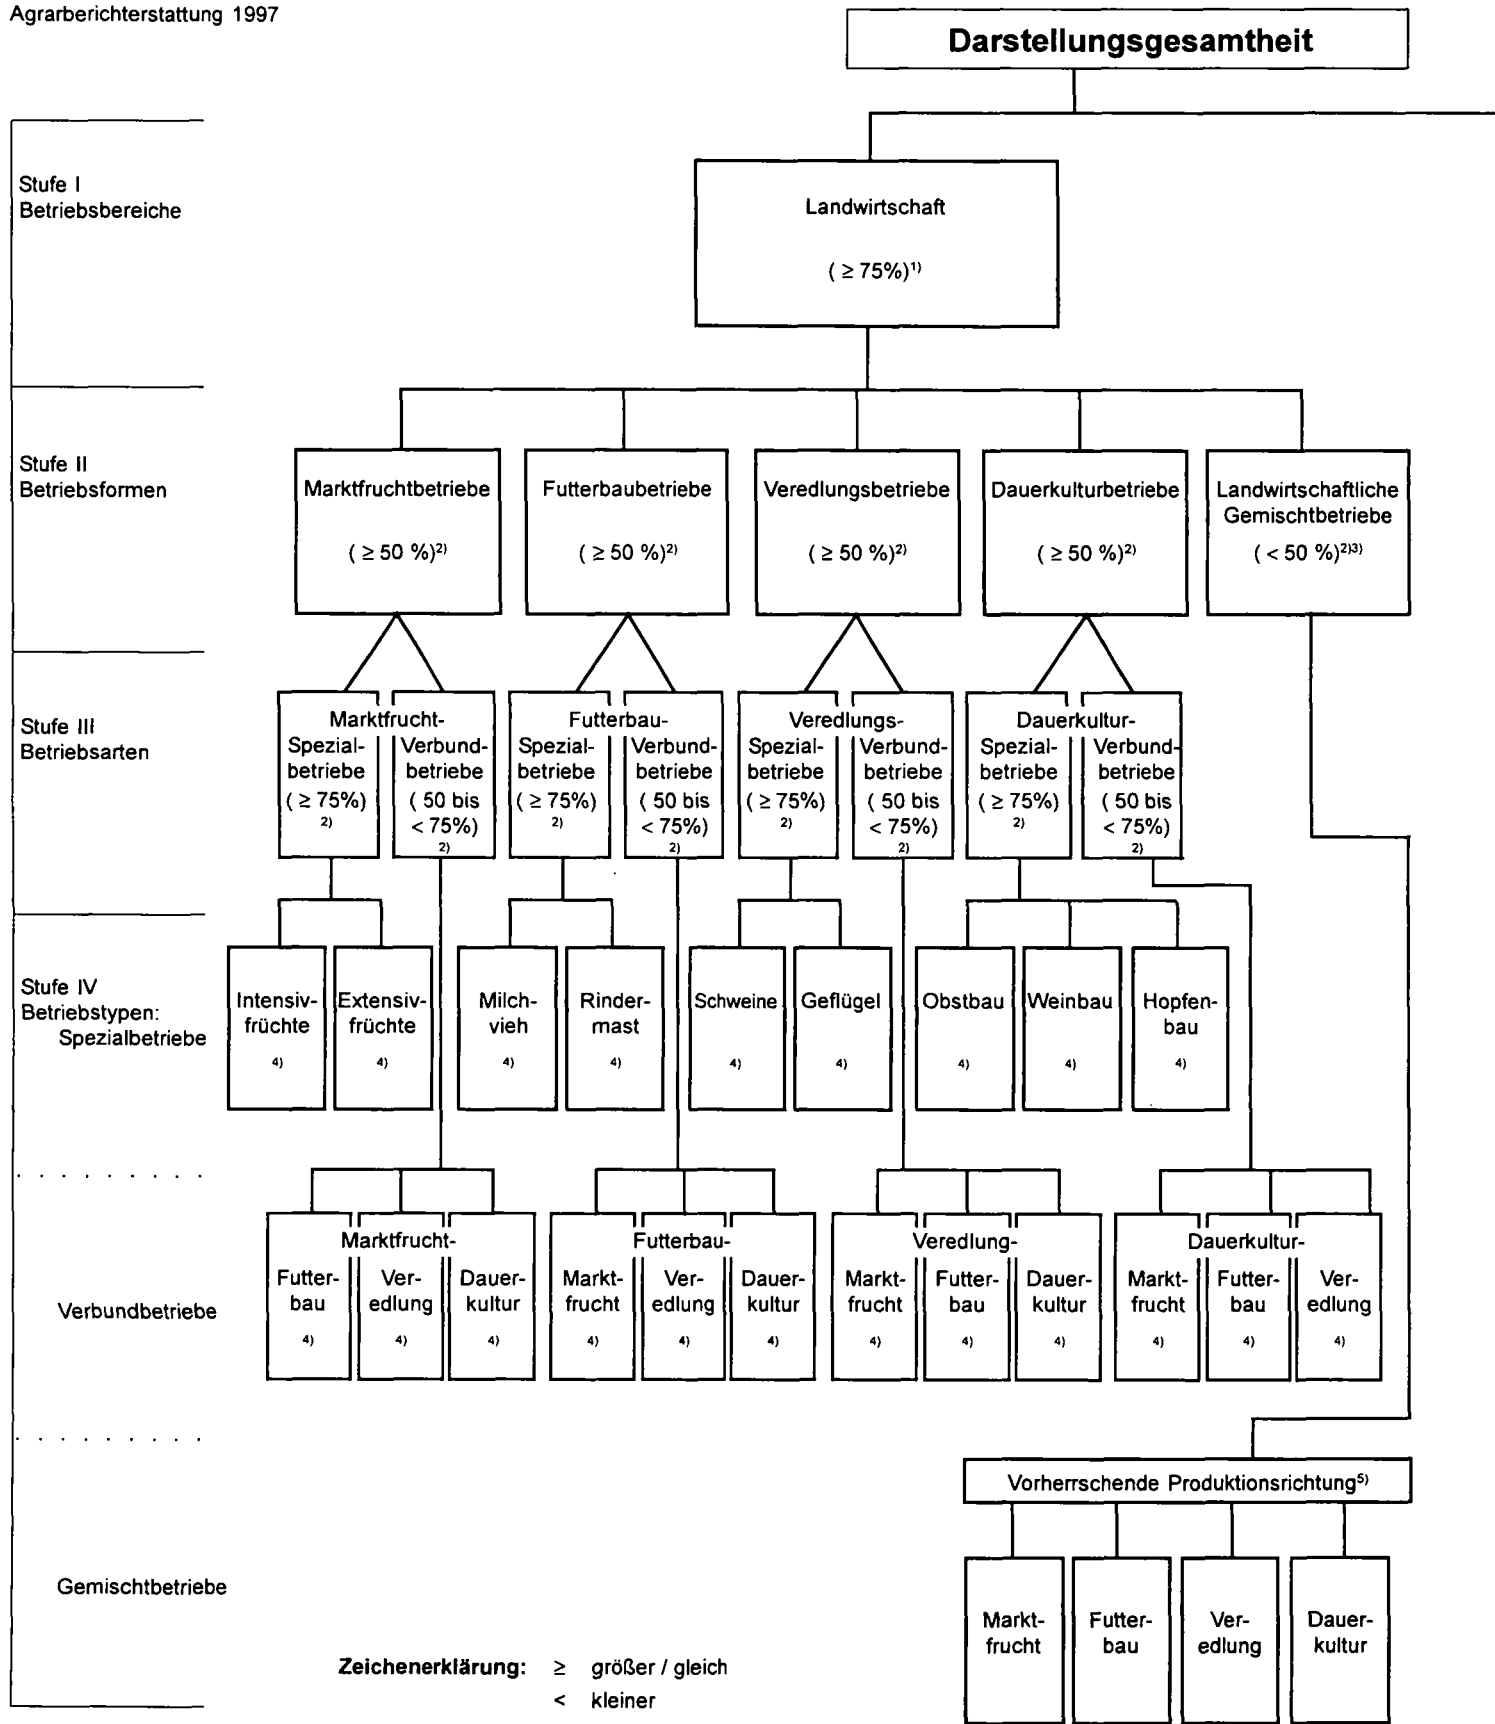 Agrarberichterstattung 1997
Darstellungsgesamtheit
Stufe I
Betriebsbereiche
Landwirtschaft
( ≥ 75%)1)
Stufe II
Betriebsformen
Marktfruchtbetriebe
( ≥ 50 %)2)
Futterbaubetriebe
( ≥ 50 %)2)
Veredlungsbetriebe
( ≥ 50 %)2)
Dauerkulturbetriebe
( ≥ 50 %)2)
Landwirtschaftliche
Gemischtbetriebe
( < 50 %)2)3)
Stufe III
Betriebsarten
Marktfrucht-
Spezial-
betriebe
( ≥ 75%)
2)
Verbund-
betriebe
( 50 bis
< 75%)
2)
Futterbau-
Spezial-
betriebe
( ≥ 75%)
2)
Verbund-
betriebe
( 50 bis
< 75%)
2)
Veredlungs-
Spezial-
betriebe
( ≥ 75%)
2)
Verbund-
betriebe
( 50 bis
< 75%)
2)
Dauerkultur-
Spezial-
betriebe
( ≥ 75%)
2)
Verbund-
betriebe
( 50 bis
< 75%)
2)
Stufe IV
Betriebstypen:
Spezialbetriebe
Intensiv-
früchte
4)
Extensiv-
früchte
4)
Milch-
vieh
4)
Rinder-
mast
4)
Schweine
4)
Geflügel
4)
Obstbau
4)
Weinbau
4)
Hopfen-
bau
4)
Verbundbetriebe
Marktfrucht-
Futter-
bau
4)
Ver-
edlung
4)
Dauer-
kultur
4)
Futterbau-
Markt-
frucht
4)
Ver-
edlung
4)
Dauer-
kultur
4)
Veredlung-
Markt-
frucht
4)
Futter-
bau
4)
Dauer-
kultur
4)
Dauerkultur-
Markt-
frucht
4)
Futter-
bau
4)
Ver-
edlung
4)
Gemischtbetriebe
Vorherrschende Produktionsrichtung5)
Markt-
frucht
Futter-
bau
Ver-
edlung
Dauer-
kultur
Zeichenerklärung: ≥ größer / gleich
< kleiner